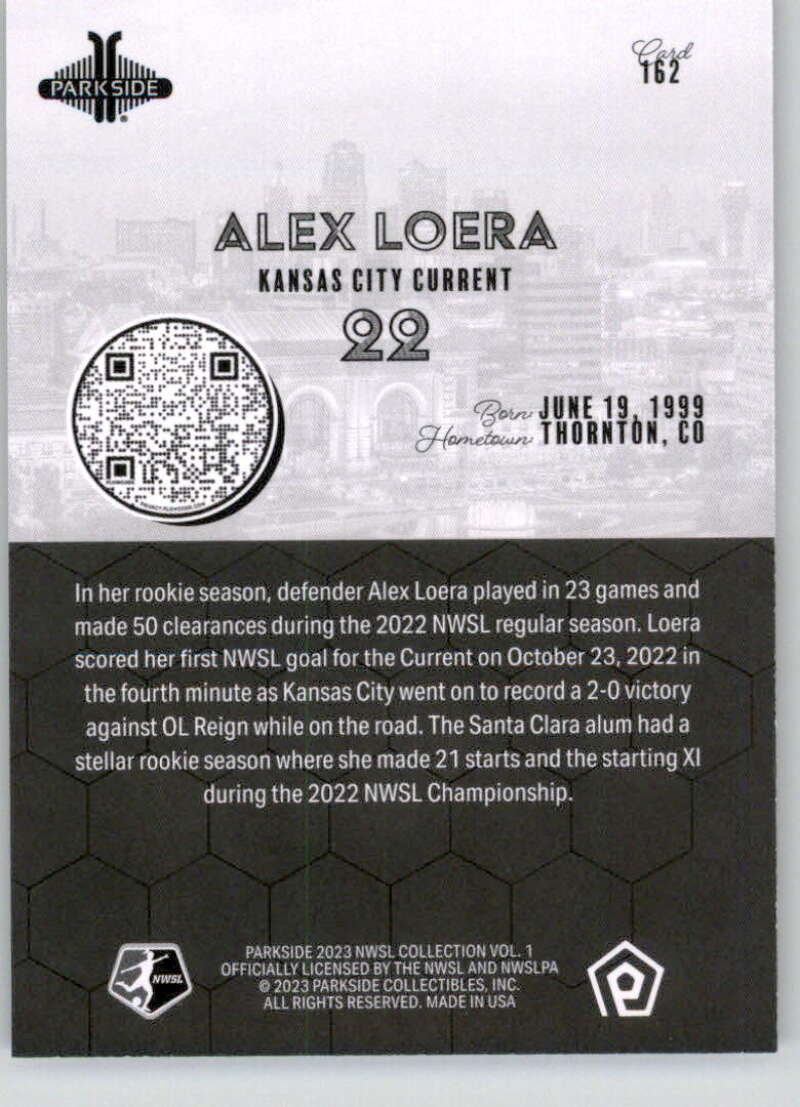 PARKSIDE
Card
162
ALEX LOERA
KANSAS CITY CURRENT
22
Born: JUNE 19, 1999
Hometown: THORNTON, CO
In her rookie season, defender Alex Loera played in 23 games and
made 50 clearances during the 2022 NWSL regular season. Loera
scored her first NWSL goal for the Current on October 23, 2022 in
the fourth minute as Kansas City went on to record a 2-0 victory
against OL Reign while on the road. The Santa Clara alum had a
stellar rookie season where she made 21 starts and the starting XI
during the 2022 NWSL Championship.
NWSL
PARKSIDE 2023 NWSL COLLECTION VOL. 1
OFFICIALLY LICENSED BY THE NWSL AND NWSLPA
© 2023 PARKSIDE COLLECTIBLES, INC.
ALL RIGHTS RESERVED. MADE IN USA